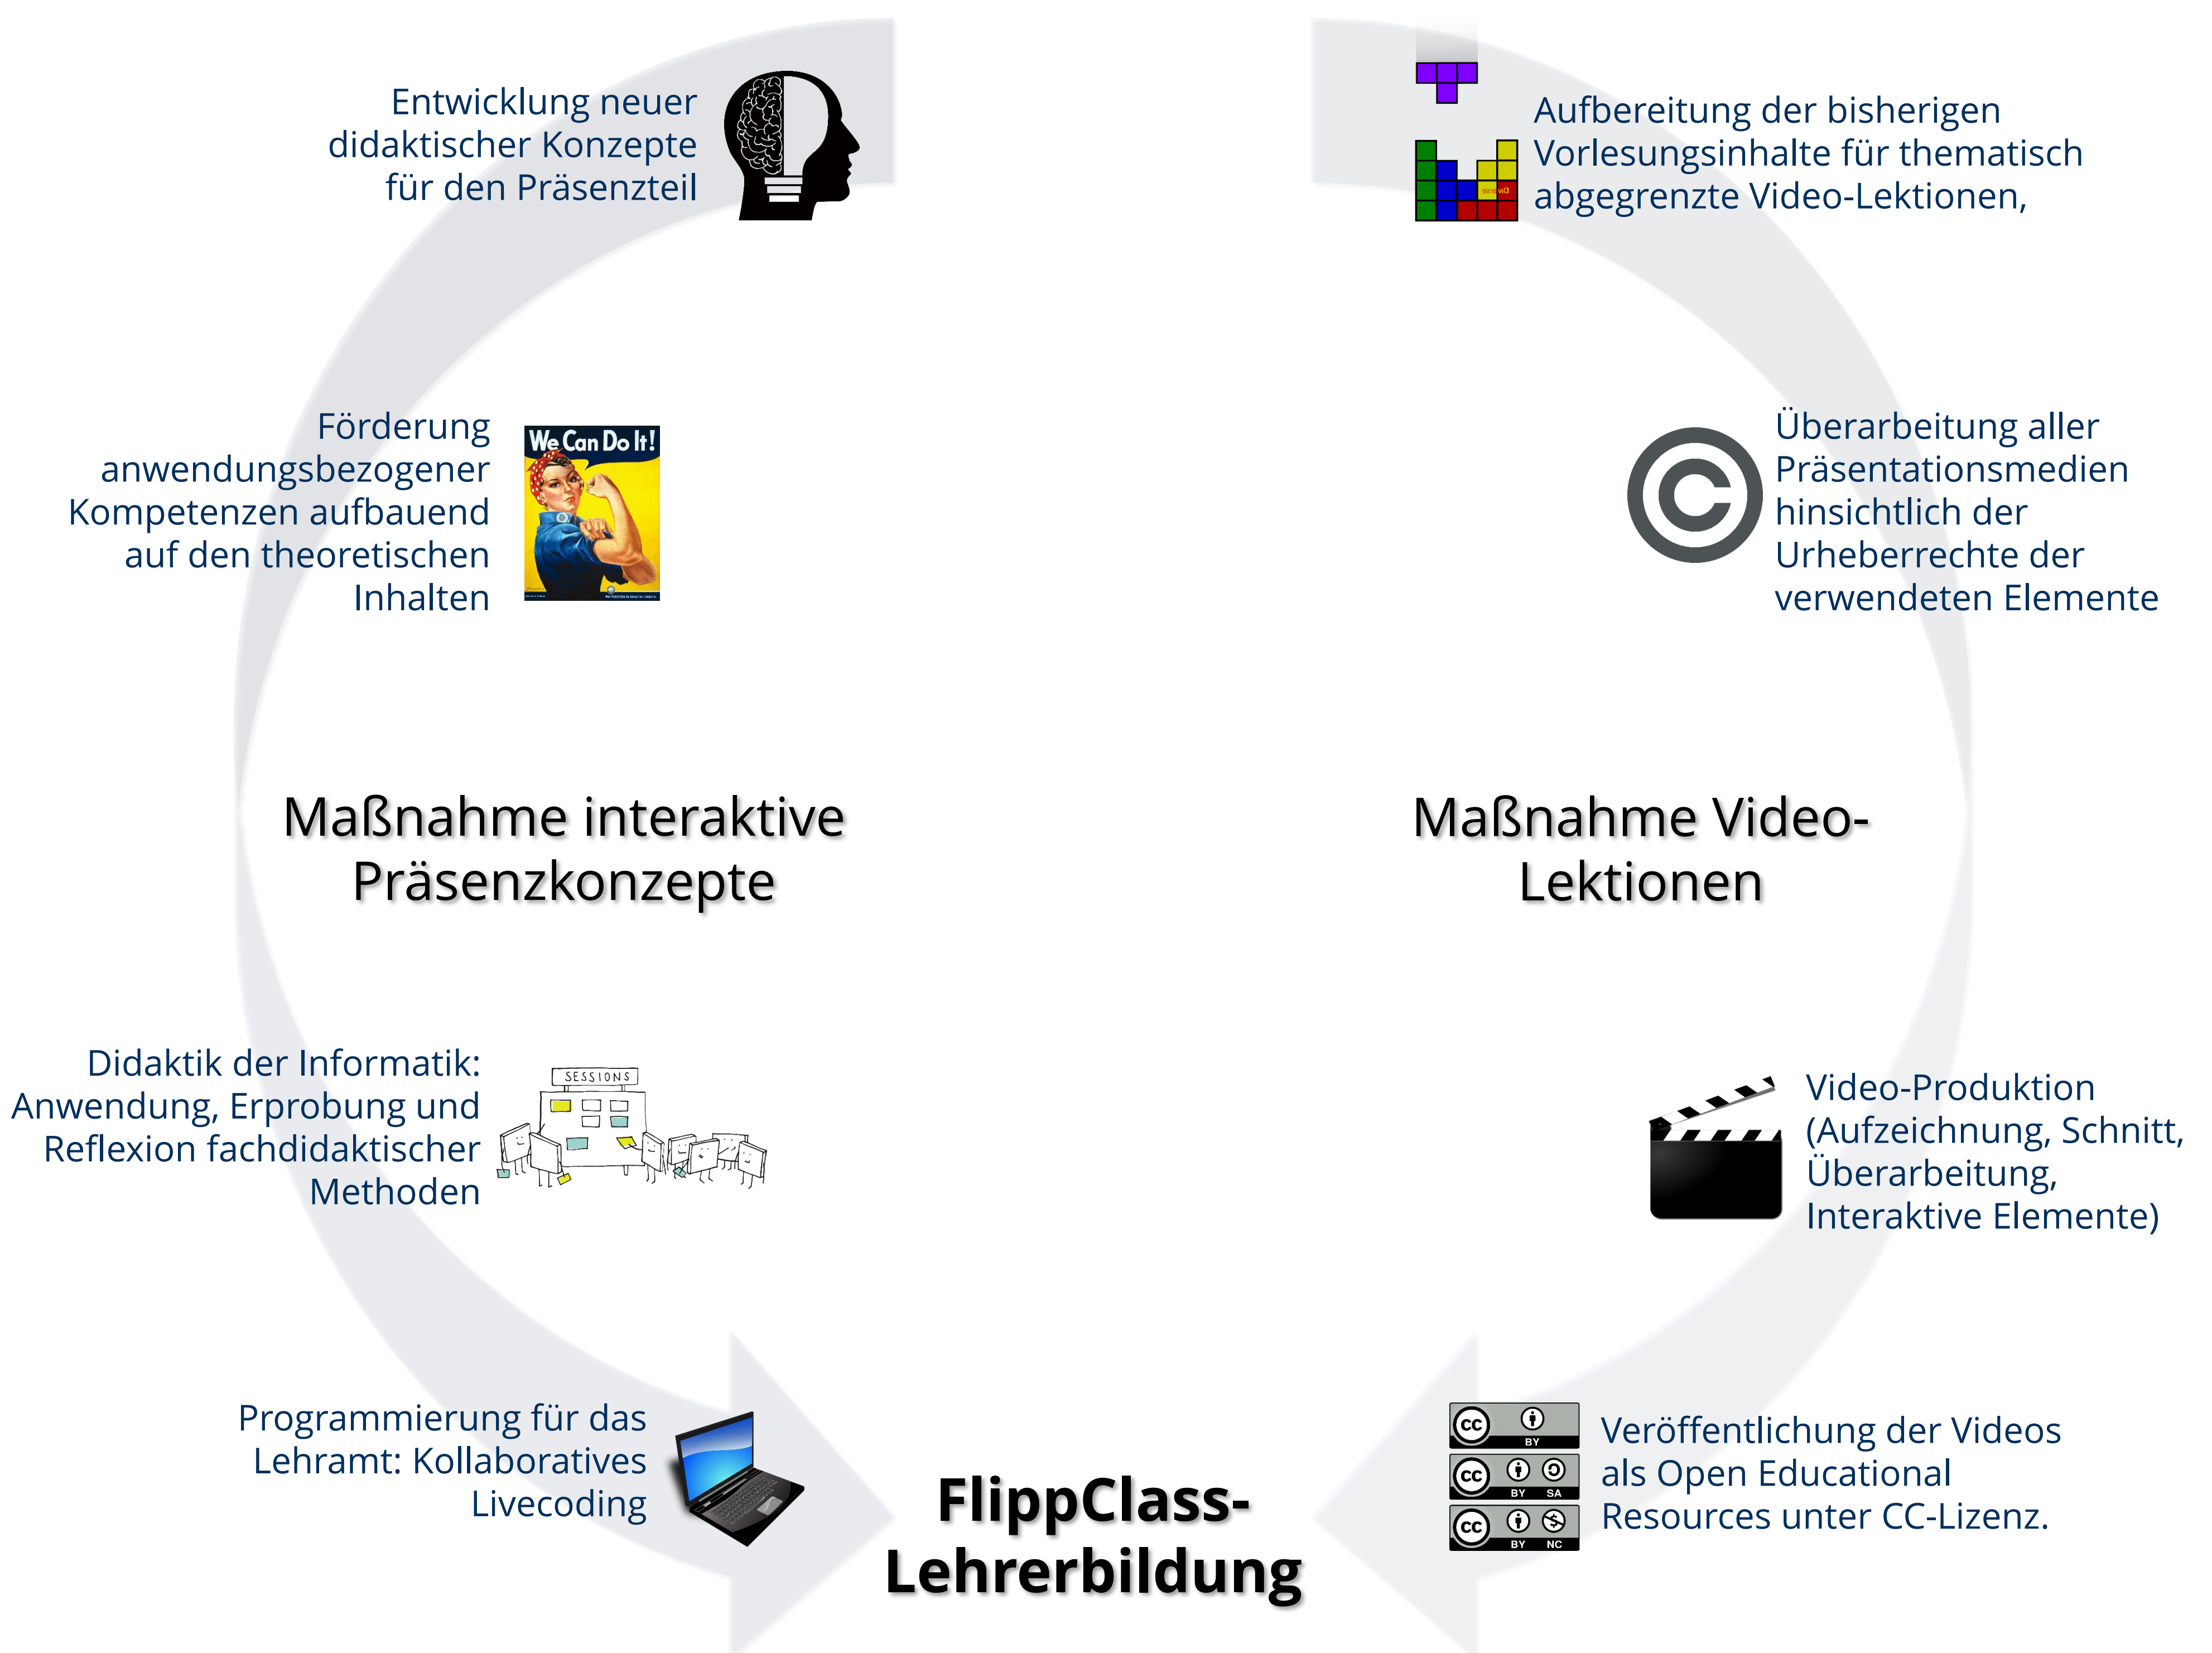 Entwicklung neuer
didaktischer Konzepte
für den Präsenzteil
Förderung
anwendungsbezogener
Kompetenzen aufbauend
auf den theoretischen
Inhalten
We Can Do It!
Maßnahme interaktive
Präsenzkonzepte
Didaktik der Informatik:
Anwendung, Erprobung und
Reflexion fachdidaktischer
Methoden
SESSIONS
Programmierung für das
Lehramt: Kollaboratives
Livecoding
Aufbereitung der bisherigen
Vorlesungsinhalte für thematisch
abgegrenzte Video-Lektionen,
©
Überarbeitung aller
Präsentationsmedien
hinsichtlich der
Urheberrechte der
verwendeten Elemente
Maßnahme Video-
Lektionen
Video-Produktion
(Aufzeichnung, Schnitt,
Überarbeitung,
Interaktive Elemente)
cc
BY
cc
BY SA
cc
BY NC
Veröffentlichung der Videos
als Open Educational
Resources unter CC-Lizenz.
FlippClass-
Lehrerbildung